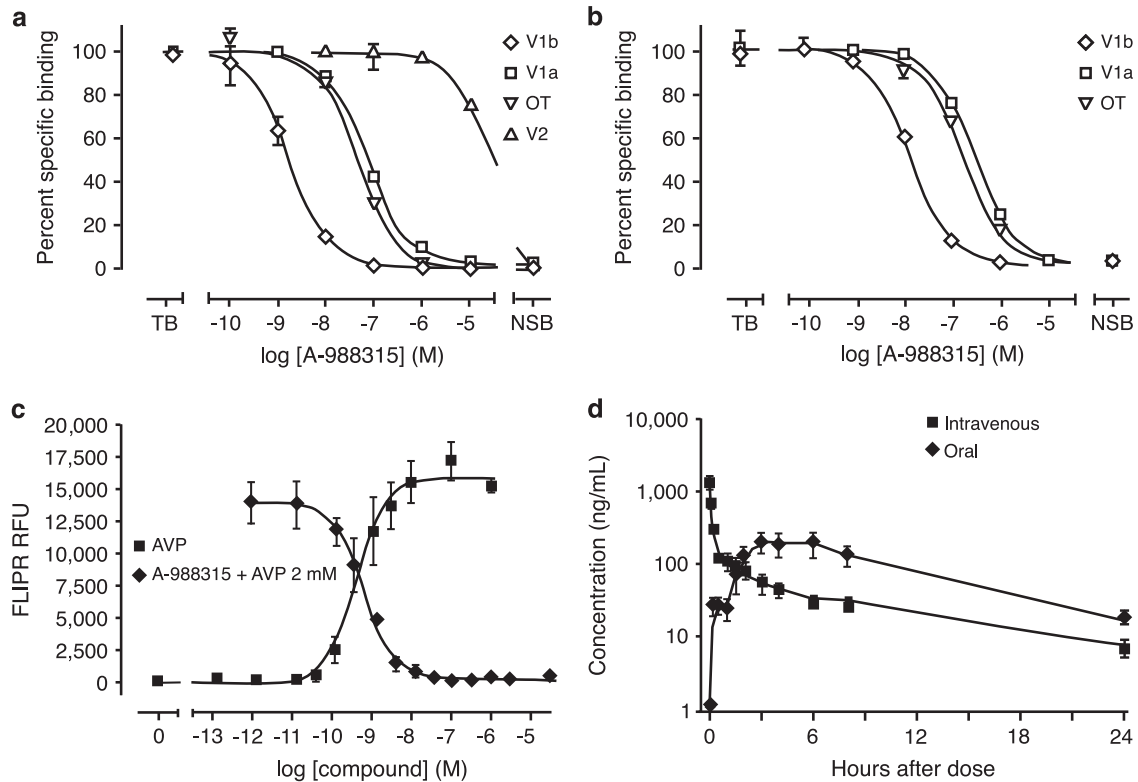 a
Percent specific binding
100
80
60
40
20
0
V1b
V1a
OT
V2
TB
-10
-9
-8
-7
-6
-5
NSB
log [A-988315] (M)
b
Percent specific binding
100
80
60
40
20
0
V1b
V1a
OT
TB
-10
-9
-8
-7
-6
-5
NSB
log [A-988315] (M)
c
FLIPR RFU
20,000
17,500
15,000
12,500
10,000
7,500
5,000
2,500
0
AVP
A-988315 + AVP 2 mM
0
-13
-12
-11
-10
-9
-8
-7
-6
-5
log [compound] (M)
d
Concentration (ng/mL)
10,000
1,000
100
10
1
Intravenous
Oral
0
6
12
18
24
Hours after dose